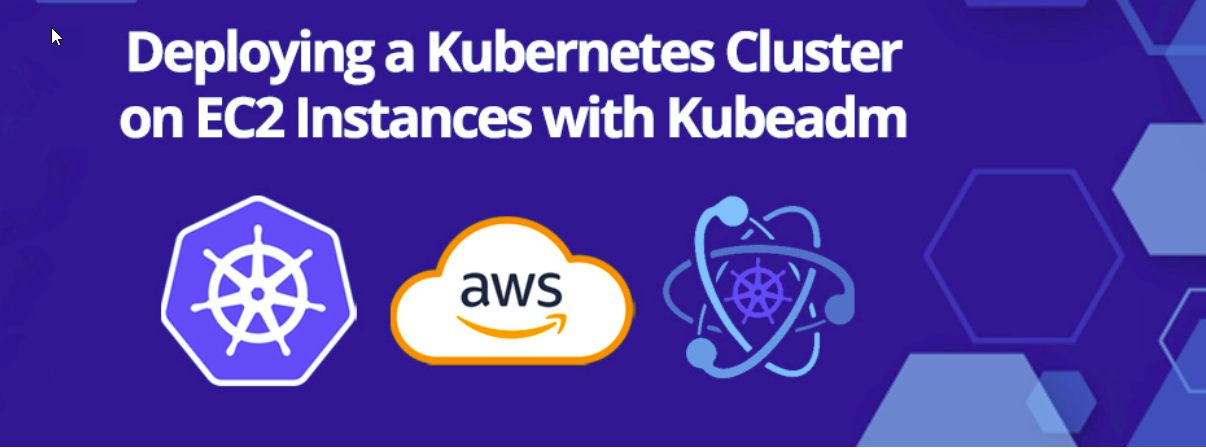 Deploying a Kubernetes Cluster
on EC2 Instances with Kubeadm
aws